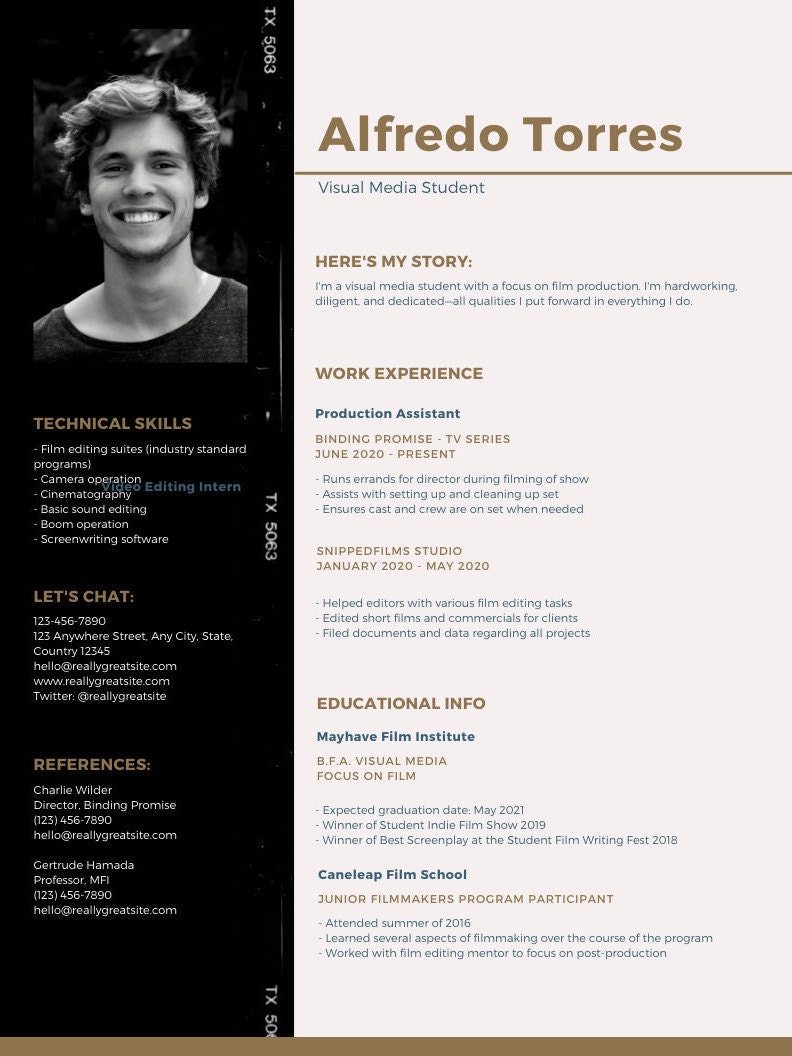 TX 5063
Alfredo Torres
Visual Media Student
HERE'S MY STORY:
I'm a visual media student with a focus on film production. I'm hardworking,
diligent, and dedicated—all qualities I put forward in everything I do.
WORK EXPERIENCE
Production Assistant
BINDING PROMISE - TV SERIES
JUNE 2020 - PRESENT
- Runs errands for director during filming of show
- Assists with setting up and cleaning up set
- Ensures cast and crew are on set when needed
SNIPPEDFILMS STUDIO
JANUARY 2020 - MAY 2020
- Helped editors with various film editing tasks
- Edited short films and commercials for clients
- Filed documents and data regarding all projects
EDUCATIONAL INFO
Mayhave Film Institute
B.F.A. VISUAL MEDIA
FOCUS ON FILM
- Expected graduation date: May 2021
- Winner of Student Indie Film Show 2019
- Winner of Best Screenplay at the Student Film Writing Fest 2018
Caneleap Film School
JUNIOR FILMMAKERS PROGRAM PARTICIPANT
- Attended summer of 2016
- Learned several aspects of filmmaking over the course of the program
- Worked with film editing mentor to focus on post-production
TECHNICAL SKILLS
- Film editing suites (industry standard
programs)
- Camera operation
Video Editing Intern
- Cinematography
- Basic sound editing
- Boom operation
- Screenwriting software
TX 5063
LET'S CHAT:
123-456-7890
123 Anywhere Street, Any City, State,
Country 12345
hello@reallygreatsite.com
www.reallygreatsite.com
Twitter: @reallygreatsite
REFERENCES:
Charlie Wilder
Director, Binding Promise
(123) 456-7890
hello@reallygreatsite.com
Gertrude Hamada
Professor, MFI
(123) 456-7890
hello@reallygreatsite.com
TX 506